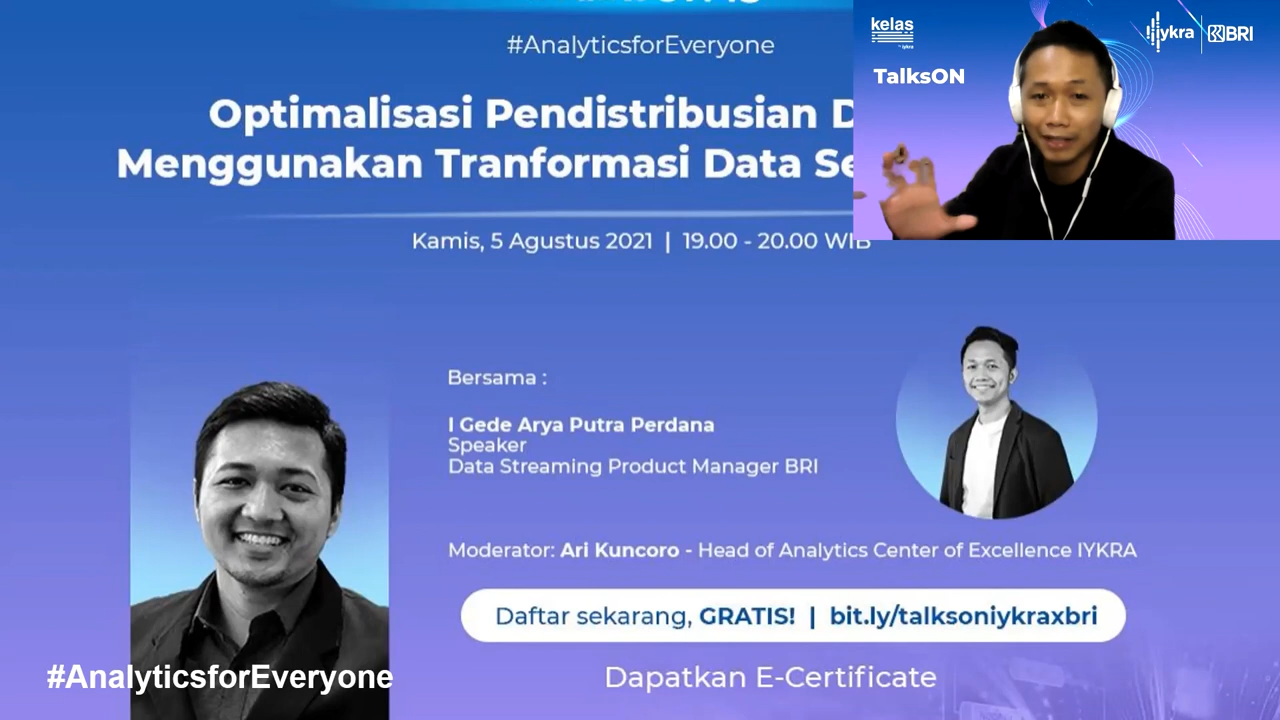 #AnalyticsforEveryone
Optimalisasi Pendistribusian
Menggunakan Tranformasi Data
Kamis, 5 Agustus 2021 | 19.00 - 20.00 WIB
kelas
by iykra
iykra | BRI
TalksON
Bersama :
I Gede Arya Putra Perdana
Speaker
Data Streaming Product Manager BRI
Moderator: Ari Kuncoro - Head of Analytics Center of Excellence IYKRA
Daftar sekarang, GRATIS! | bit.ly/talksoniykraxbri
Dapatkan E-Certificate
#AnalyticsforEveryone